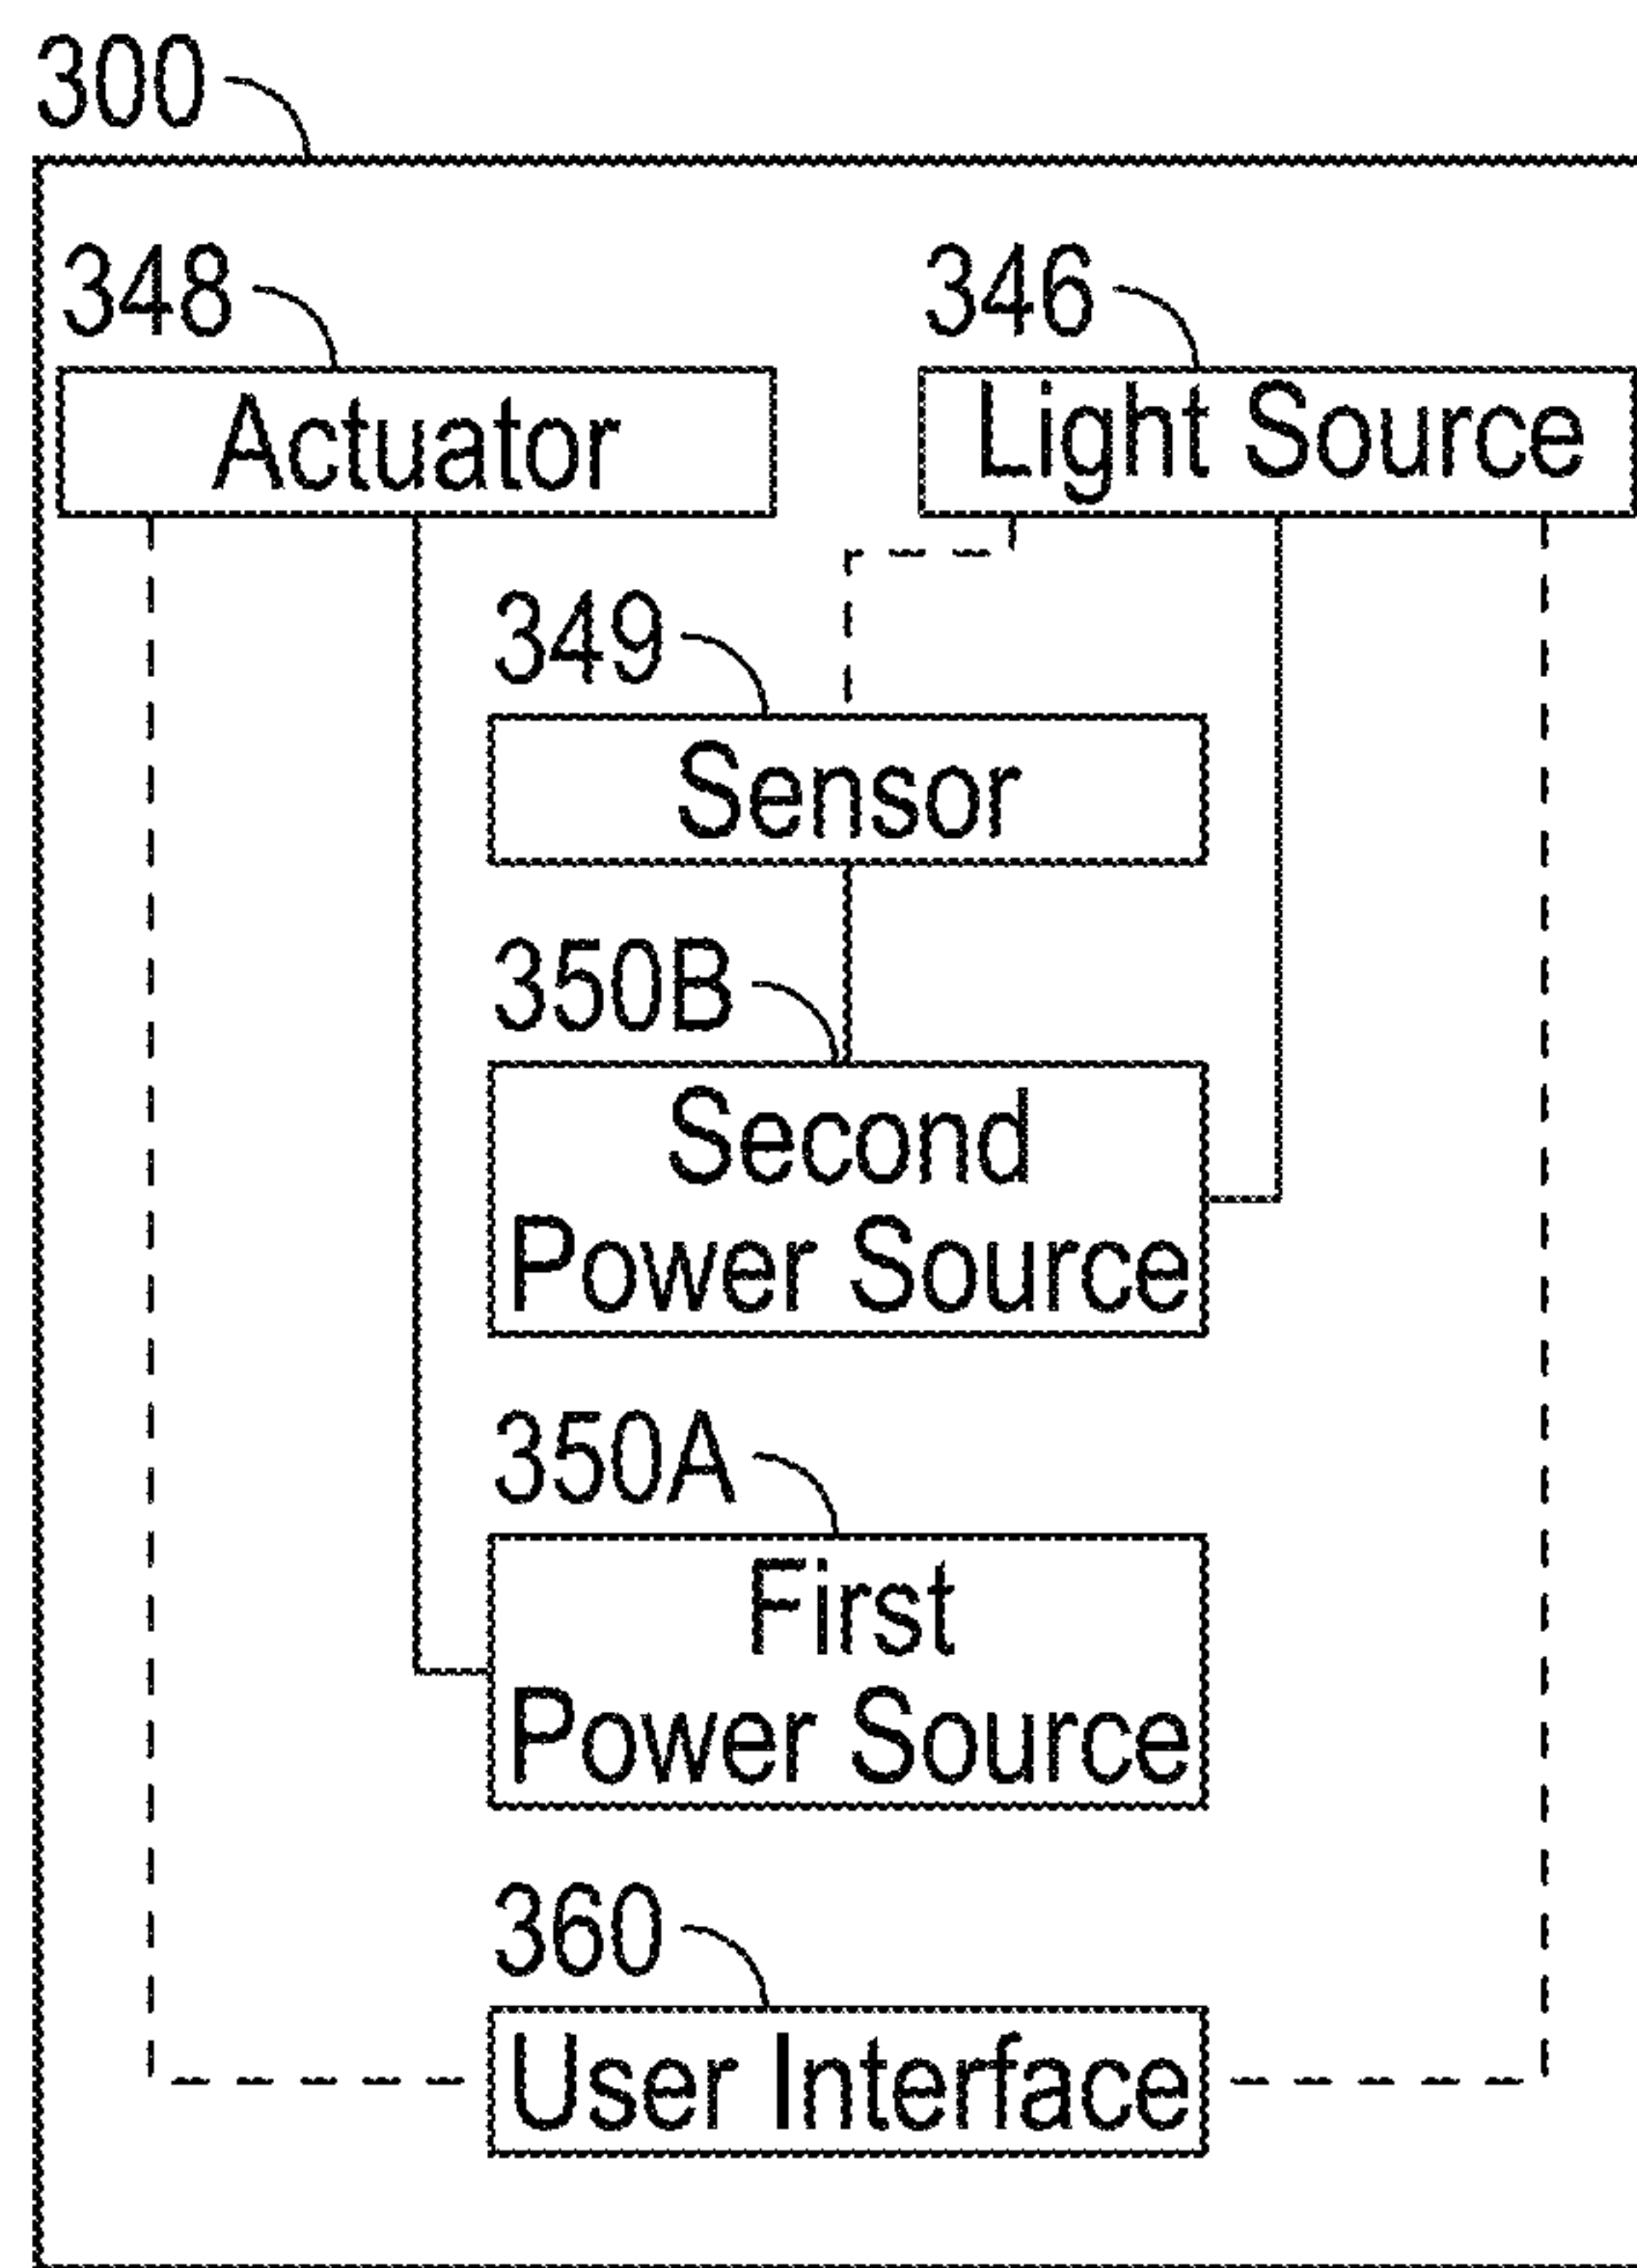 300
348
346
Actuator
Light Source
349
Sensor
350B
Second
Power Source
350A
First
Power Source
360
User Interface